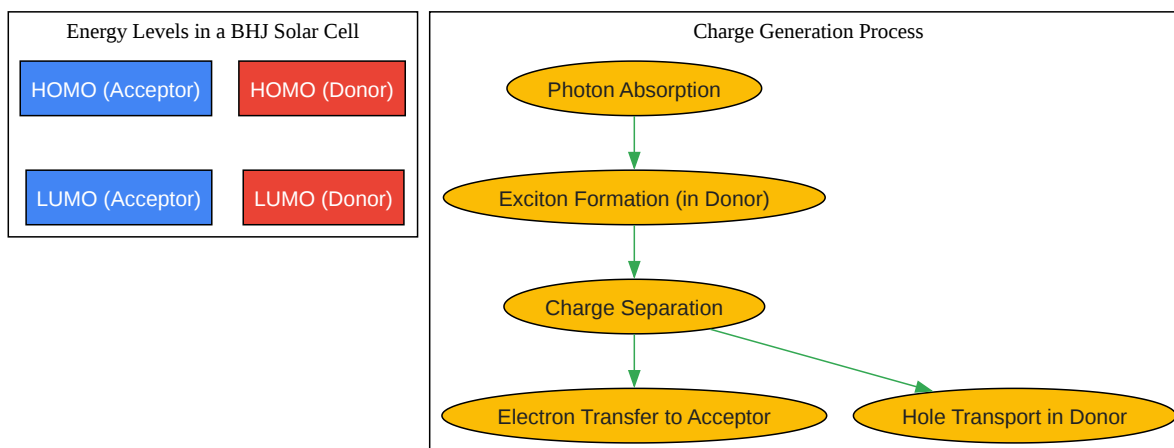 Energy Levels in a BHJ Solar Cell
HOMO (Acceptor)
HOMO (Donor)
LUMO (Acceptor)
LUMO (Donor)
Charge Generation Process
Photon Absorption
Exciton Formation (in Donor)
Charge Separation
Electron Transfer to Acceptor
Hole Transport in Donor